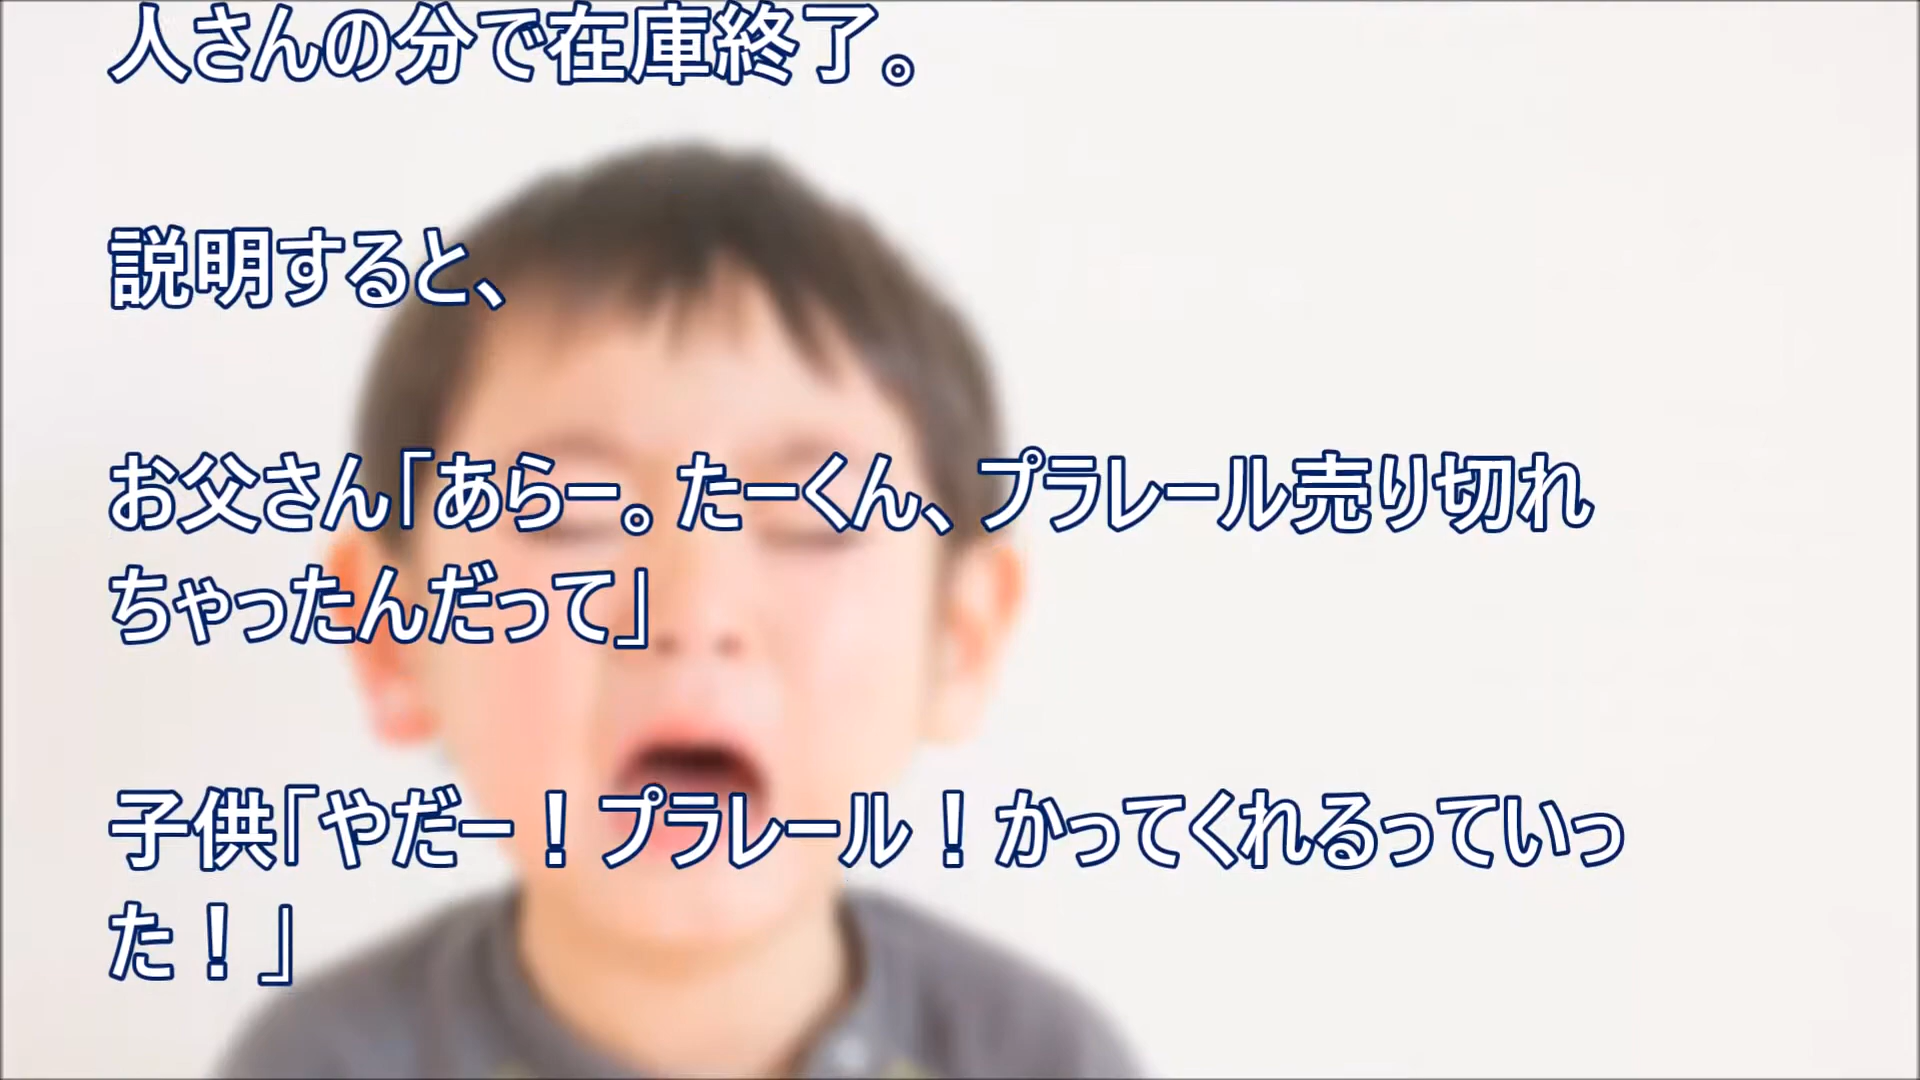 人さんの分で在庫終了。
説明すると、
お父さん「あらー。たーくん、プラレール売り切れ
ちゃったんだって」
子供「やだー！プラレール！かってくれるっていっ
た！」